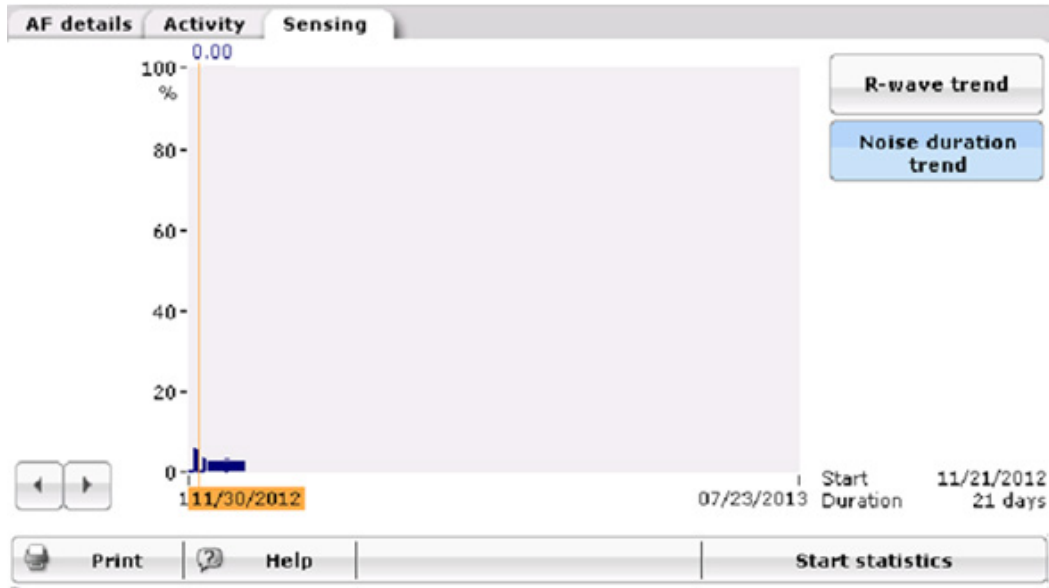 AF details Activity Sensing
0.00
100
%
80
60
40
20
0
R-wave trend
Noise duration
trend
1 11/30/2012
07/23/2013
Start 11/21/2012
Duration 21 days
Print Help Start statistics